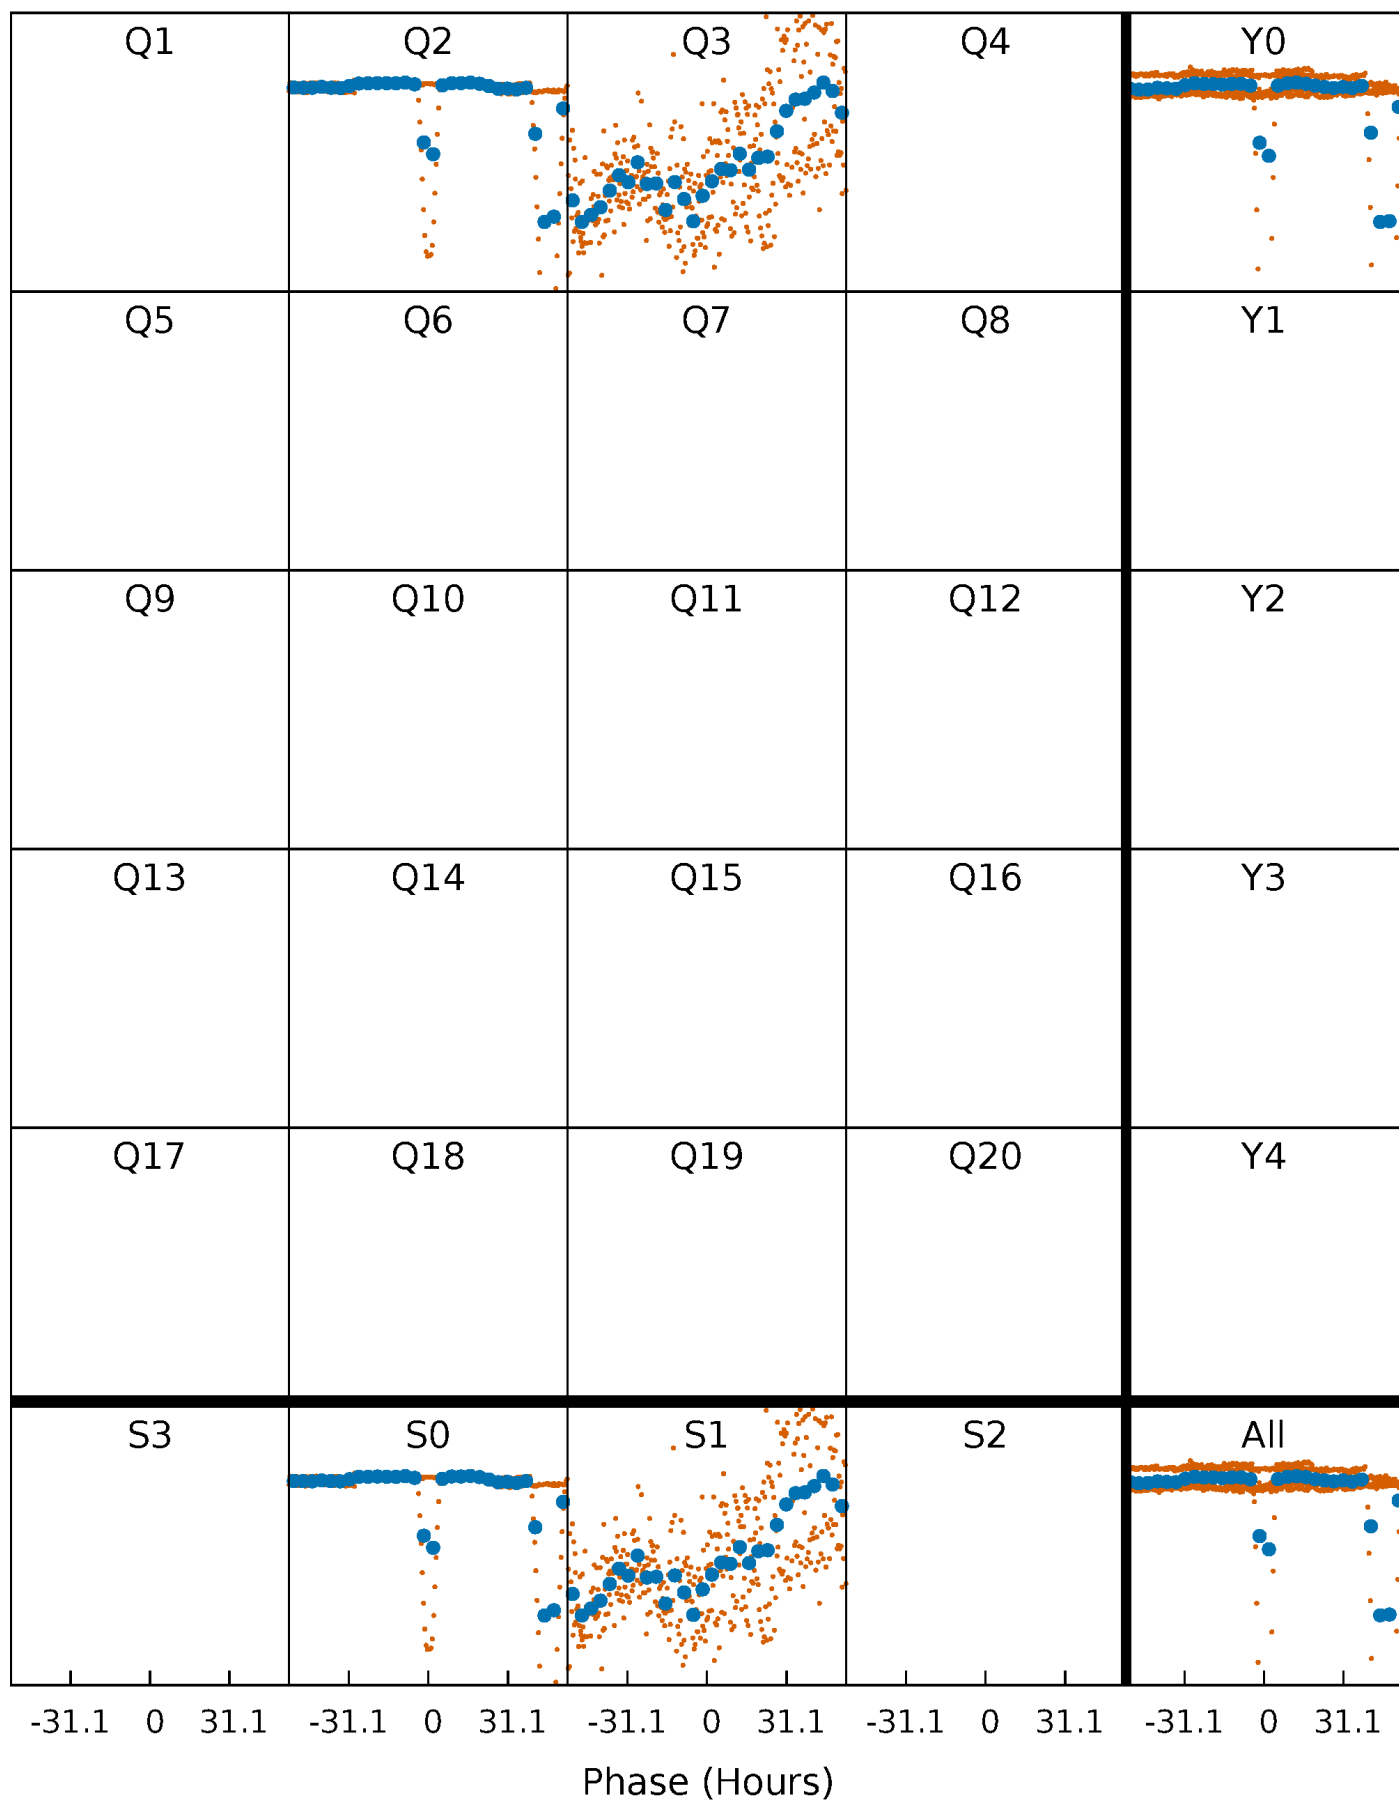 Q1 Q2 Q3 Q4 Y0
Q5 Q6 Q7 Q8 Y1
Q9 Q10 Q11 Q12 Y2
Q13 Q14 Q15 Q16 Y3
Q17 Q18 Q19 Q20 Y4
S3 S0 S1 S2 All
-31.1 0 31.1 -31.1 0 31.1 -31.1 0 31.1 -31.1 0 31.1 -31.1 0 31.1
Phase (Hours)